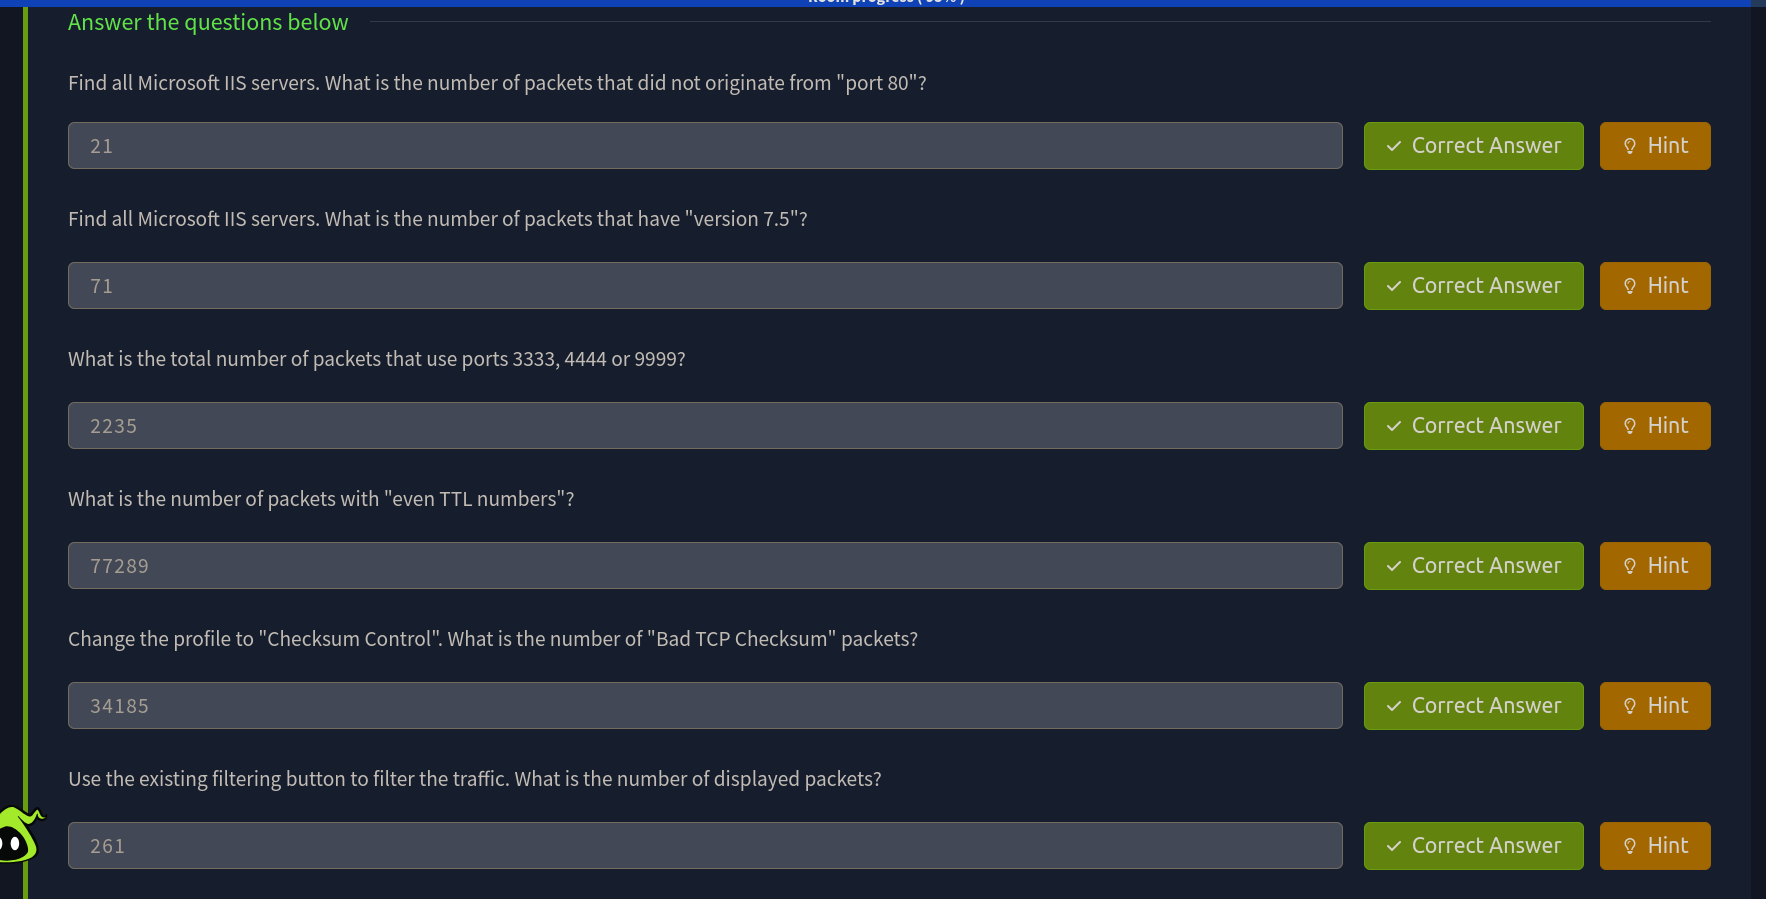 Answer the questions below
Find all Microsoft IIS servers. What is the number of packets that did not originate from "port 80"?
21
Correct Answer
Hint
Find all Microsoft IIS servers. What is the number of packets that have "version 7.5"?
71
Correct Answer
Hint
What is the total number of packets that use ports 3333, 4444 or 9999?
2235
Correct Answer
Hint
What is the number of packets with "even TTL numbers"?
77289
Correct Answer
Hint
Change the profile to "Checksum Control". What is the number of "Bad TCP Checksum" packets?
34185
Correct Answer
Hint
Use the existing filtering button to filter the traffic. What is the number of displayed packets?
261
Correct Answer
Hint